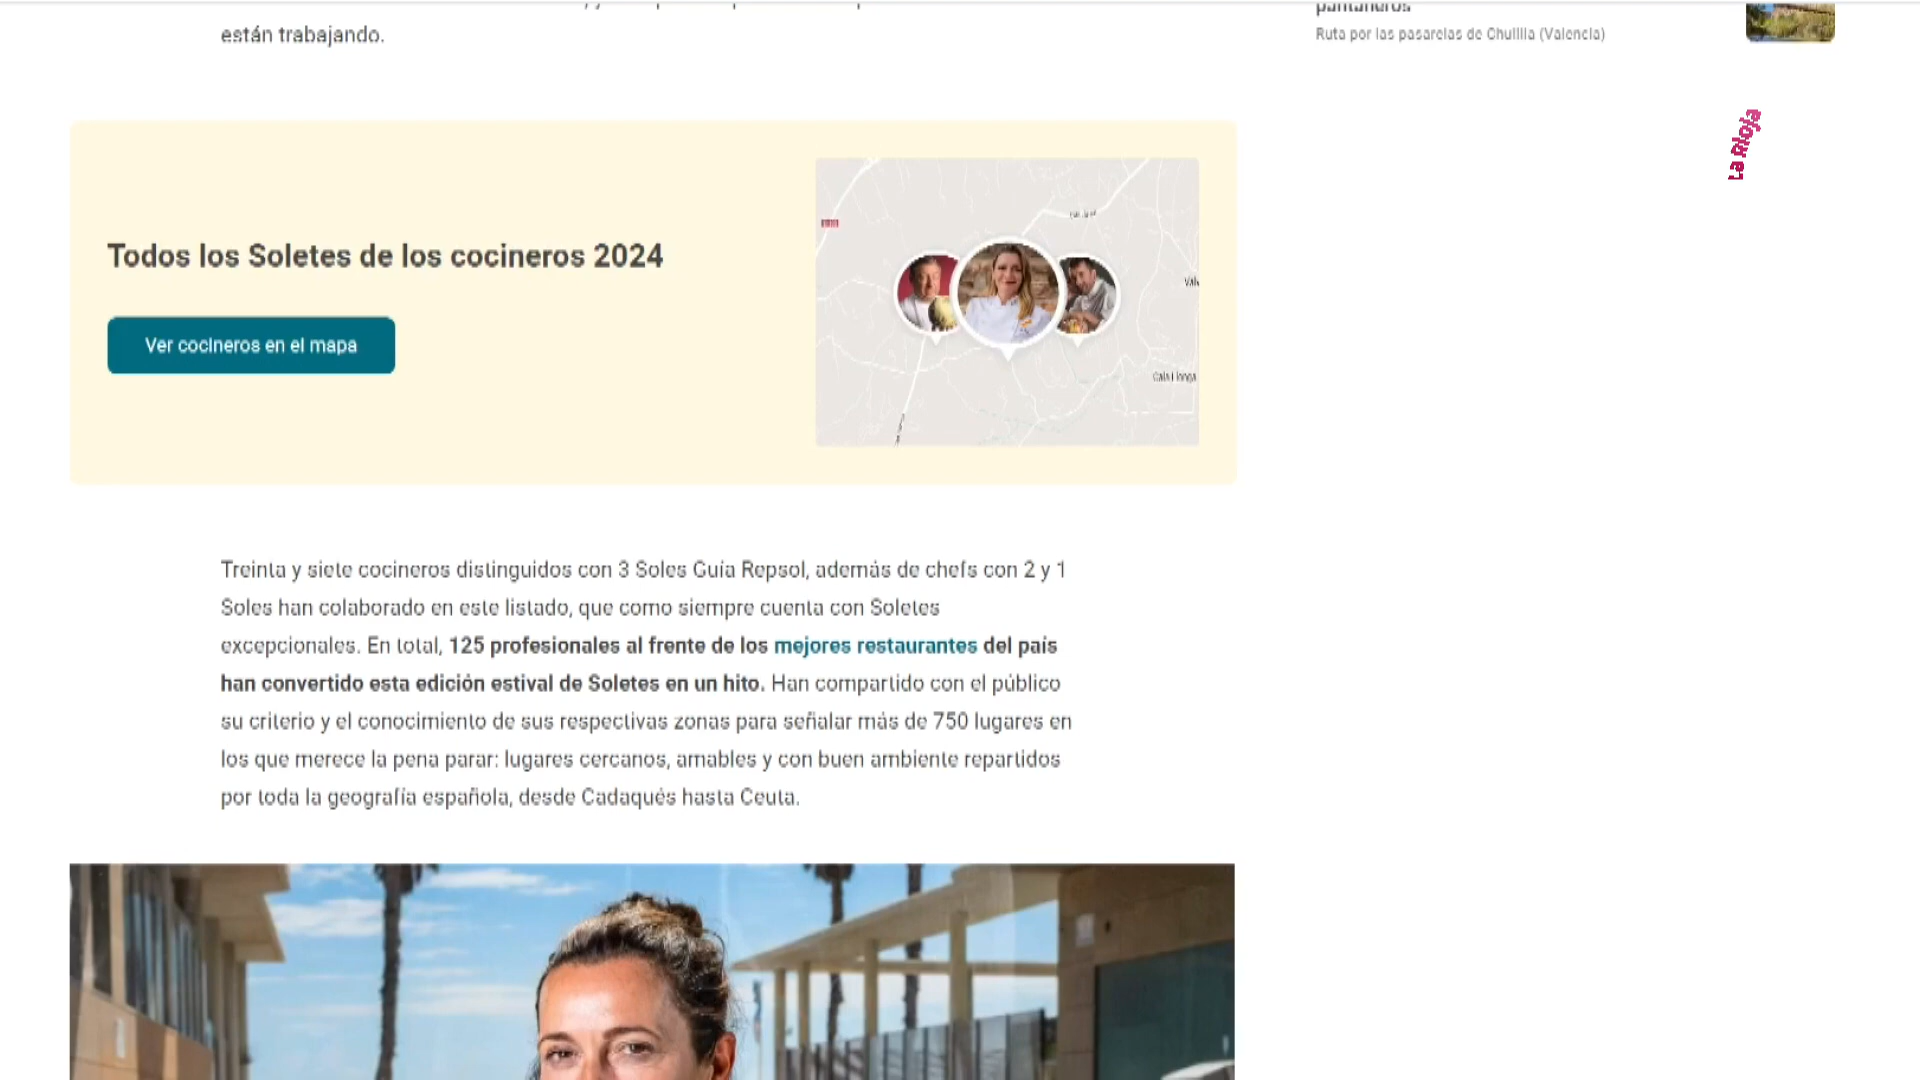 están trabajando.
Ruta por las pasarelas de Chulilla (Valencia)
La Rioja
Todos los Soletes de los cocineros 2024
Ver cocineros en el mapa
Treinta y siete cocineros distinguidos con 3 Soles Guía Repsol, además de chefs con 2 y 1
Soles han colaborado en este listado, que como siempre cuenta con Soletes
excepcionales. En total, 125 profesionales al frente de los mejores restaurantes del país
han convertido esta edición estival de Soletes en un hito. Han compartido con el público
su criterio y el conocimiento de sus respectivas zonas para señalar más de 750 lugares en
los que merece la pena parar: lugares cercanos, amables y con buen ambiente repartidos
por toda la geografía española, desde Cadaqués hasta Ceuta.